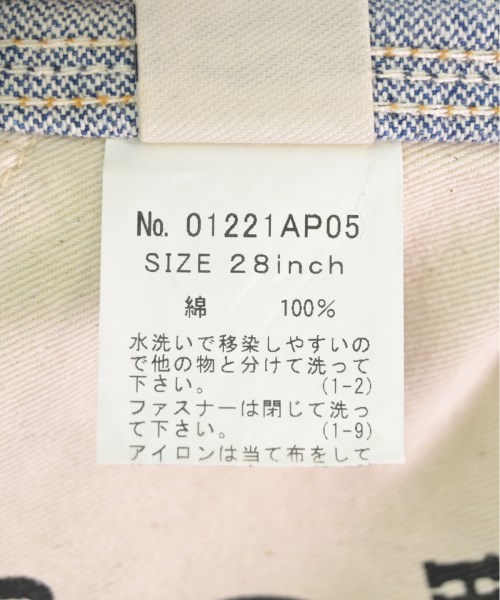 No. 01221AP05
SIZE 28inch
綿 100%
水洗いで移染しやすいの
で他の物と分けて洗って
下さい。 (1-2)
ファスナーは閉じて洗っ
て下さい。 (1-9)
アイロンは当て布をして